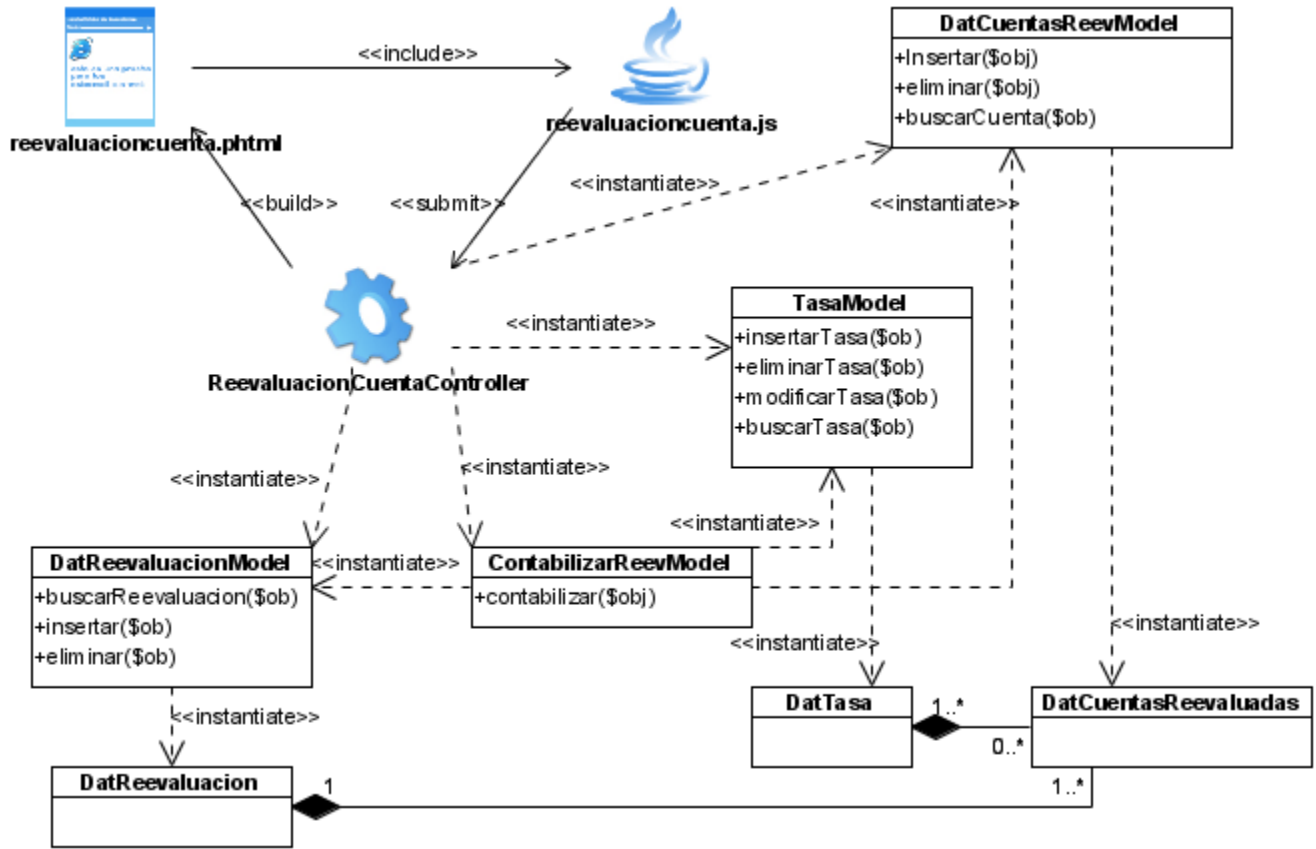 DatCuentasReevModel
+Insertar($obj)
+eliminar($obj)
+buscarCuenta($ob)
<<include>>
reevaluacioncuenta.phtml
reevaluacioncuenta.js
<<build>>
<<submit>>
<<instantiate>>
<<instantiate>>
ReevaluacionCuentaController
<<instantiate>>
TasaModel
+insertarTasa($ob)
+eliminarTasa($ob)
+modificarTasa($ob)
+buscarTasa($ob)
<<instantiate>>
<<instantiate>>
<<instantiate>>
DatReevaluacionModel
+buscarReevaluacion($ob)
+insertar($ob)
+eliminar($ob)
<<instantiate>>
ContabilizarReevModel
+contabilizar($obj)
<<instantiate>>
<<instantiate>>
<<instantiate>>
DatTasa
1..*
0..*
DatCuentasReevaluadas
DatReevaluacion
1
1..*